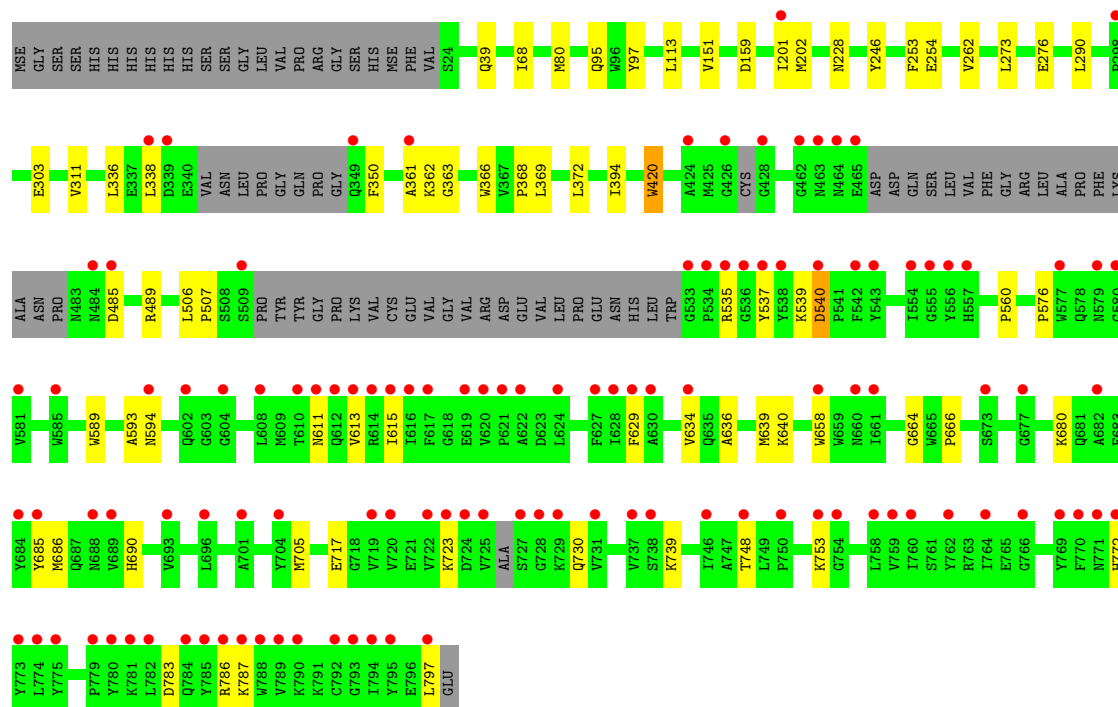 MSE GLY SER SER HIS HIS HIS HIS HIS HIS SER SER GLY LEU VAL PRO ARG GLY SER HIS MSE PHE VAL S24 Q39 I68 M80 Q95 W96 Y97 L113 V151 D159 I201 M202 N228 Y246 F253 E254 V262 L273 E276 L290
E303 V311 L336 E337 L338 D339 E340 VAL ASN LEU PRO GLY GLN PRO GLY Q349 F350 A361 K362 G363 W366 V367 P368 L369 L372 I394 W420 A424 M425 G426 CYS G428 G462 N463 N464 E465 ASP ASP GLN SER LEU VAL PHE GLY ARG LEU ALA PRO PHE LYS
ALA ASN PRO N483 N484 D485 R489 L506 P507 S508 S509 PRO TYR TYR GLY PRO LYS VAL CYS GLU VAL GLY VAL ARG ASP GLU VAL LEU PRO GLU ASN HIS LEU TRP G533 P534 R535 G536 Y537 Y538 K539 D540 P541 F542 Y543 I554 G555 Y556 H557 P560 P576 W577 Q578 N579
V581 W585 W589 A593 N594 Q602 G603 G604 L608 M609 T610 N611 Q612 V613 R614 I615 I616 F617 G618 E619 V620 P621 A622 D623 L624 F627 I628 F629 A630 V634 Q635 A636 M639 K640 W658 W659 N660 I661 G664 W665 P666 S673 G677 K680 Q681 A682
Y684 Y685 M686 Q687 N688 V689 H690 V693 L696 A701 Y704 M705 E717 G718 V719 V720 E721 V722 K723 D724 V725 ALA S727 G728 K729 Q730 V731 V737 S738 K739 I746 A747 T748 L749 P750 K753 G754 L758 V759 I760 S761 Y762 R763 I764 E765 G766 Y769 F770 N771 H772
Y773 L774 Y775 P779 Y780 K781 L782 D783 Q784 Y785 R786 K787 W788 V789 K790 K791 C792 G793 I794 Y795 E796 L797 GLU